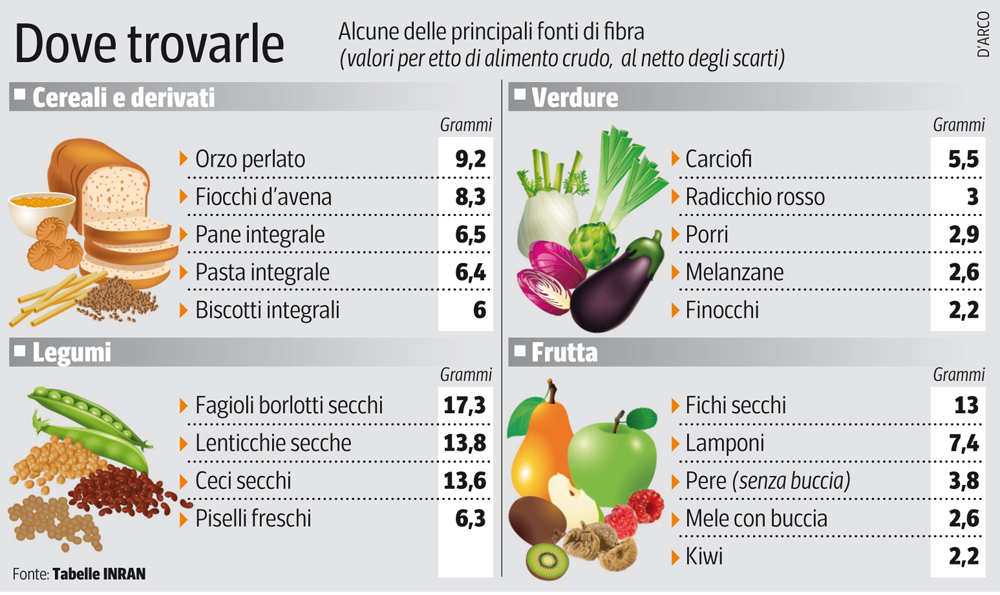 Dove trovarle
Alcune delle principali fonti di fibra
(valori per etto di alimento crudo, al netto degli scarti)
D'ARCO
Cereali e derivati
Grammi
Orzo perlato 9,2
Fiocchi d'avena 8,3
Pane integrale 6,5
Pasta integrale 6,4
Biscotti integrali 6
Verdure
Grammi
Carciofi 5,5
Radicchio rosso 3
Porri 2,9
Melanzane 2,6
Finocchi 2,2
Legumi
Grammi
Fagioli borlotti secchi 17,3
Lenticchie secche 13,8
Ceci secchi 13,6
Piselli freschi 6,3
Frutta
Grammi
Fichi secchi 13
Lamponi 7,4
Pere (senza buccia) 3,8
Mele con buccia 2,6
Kiwi 2,2
Fonte: Tabelle INRAN